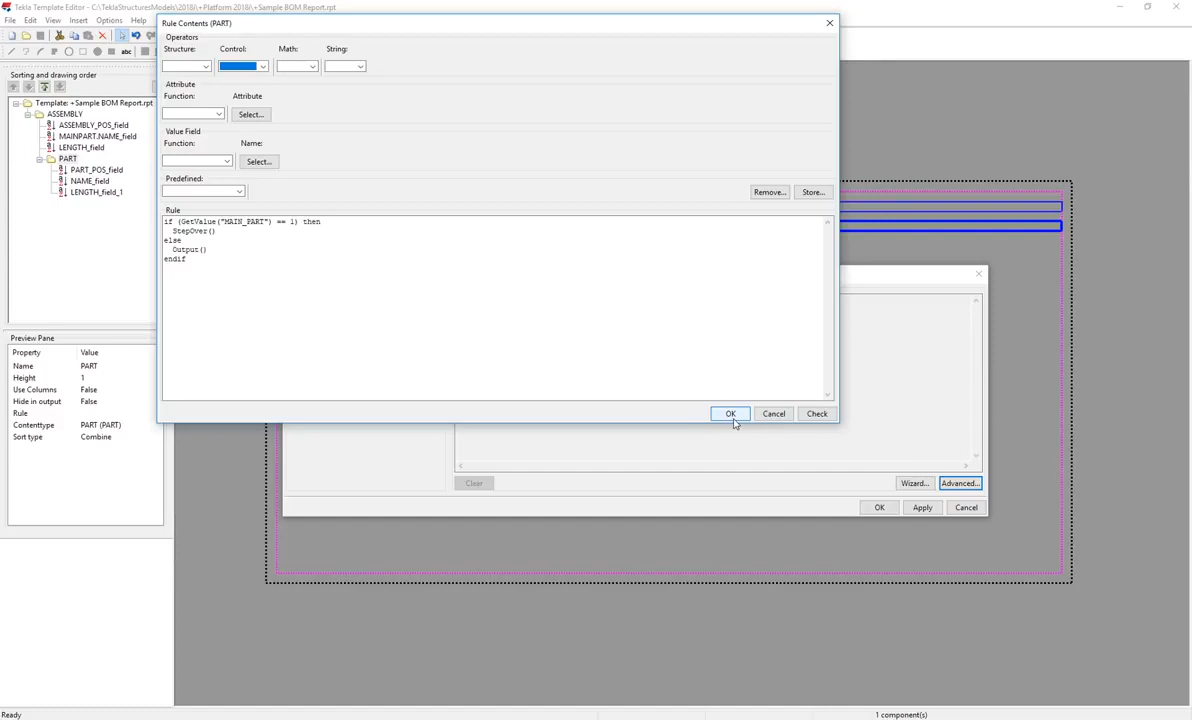 Tekla Template Editor - C:\TeklaStructuresModels\2018i\+Platform 2018i\+Sample BOM Report.rpt
File Edit View Insert Options Help
abc
Sorting and drawing order
Template: +Sample BOM Report.rpt
ASSEMBLY
ASSEMBLY_POS_field
MAINPART.NAME_field
LENGTH_field
PART
PART_POS_field
NAME_field
LENGTH_field_1
Preview Pane
Property Value
Name PART
Height 1
Use Columns False
Hide in output False
Rule
Contenttype PART (PART)
Sort type Combine
Rule Contents (PART)
Operators
Structure: Control: Math: String:
Attribute
Function: Attribute
Select...
Value Field
Function: Name:
Select...
Predefined:
Remove... Store...
Rule
if (GetValue("MAIN_PART") == 1) then
StepOver()
else
Output()
endif
OK Cancel Check
Clear Wizard... Advanced...
OK Apply Cancel
Ready 1 component(s)